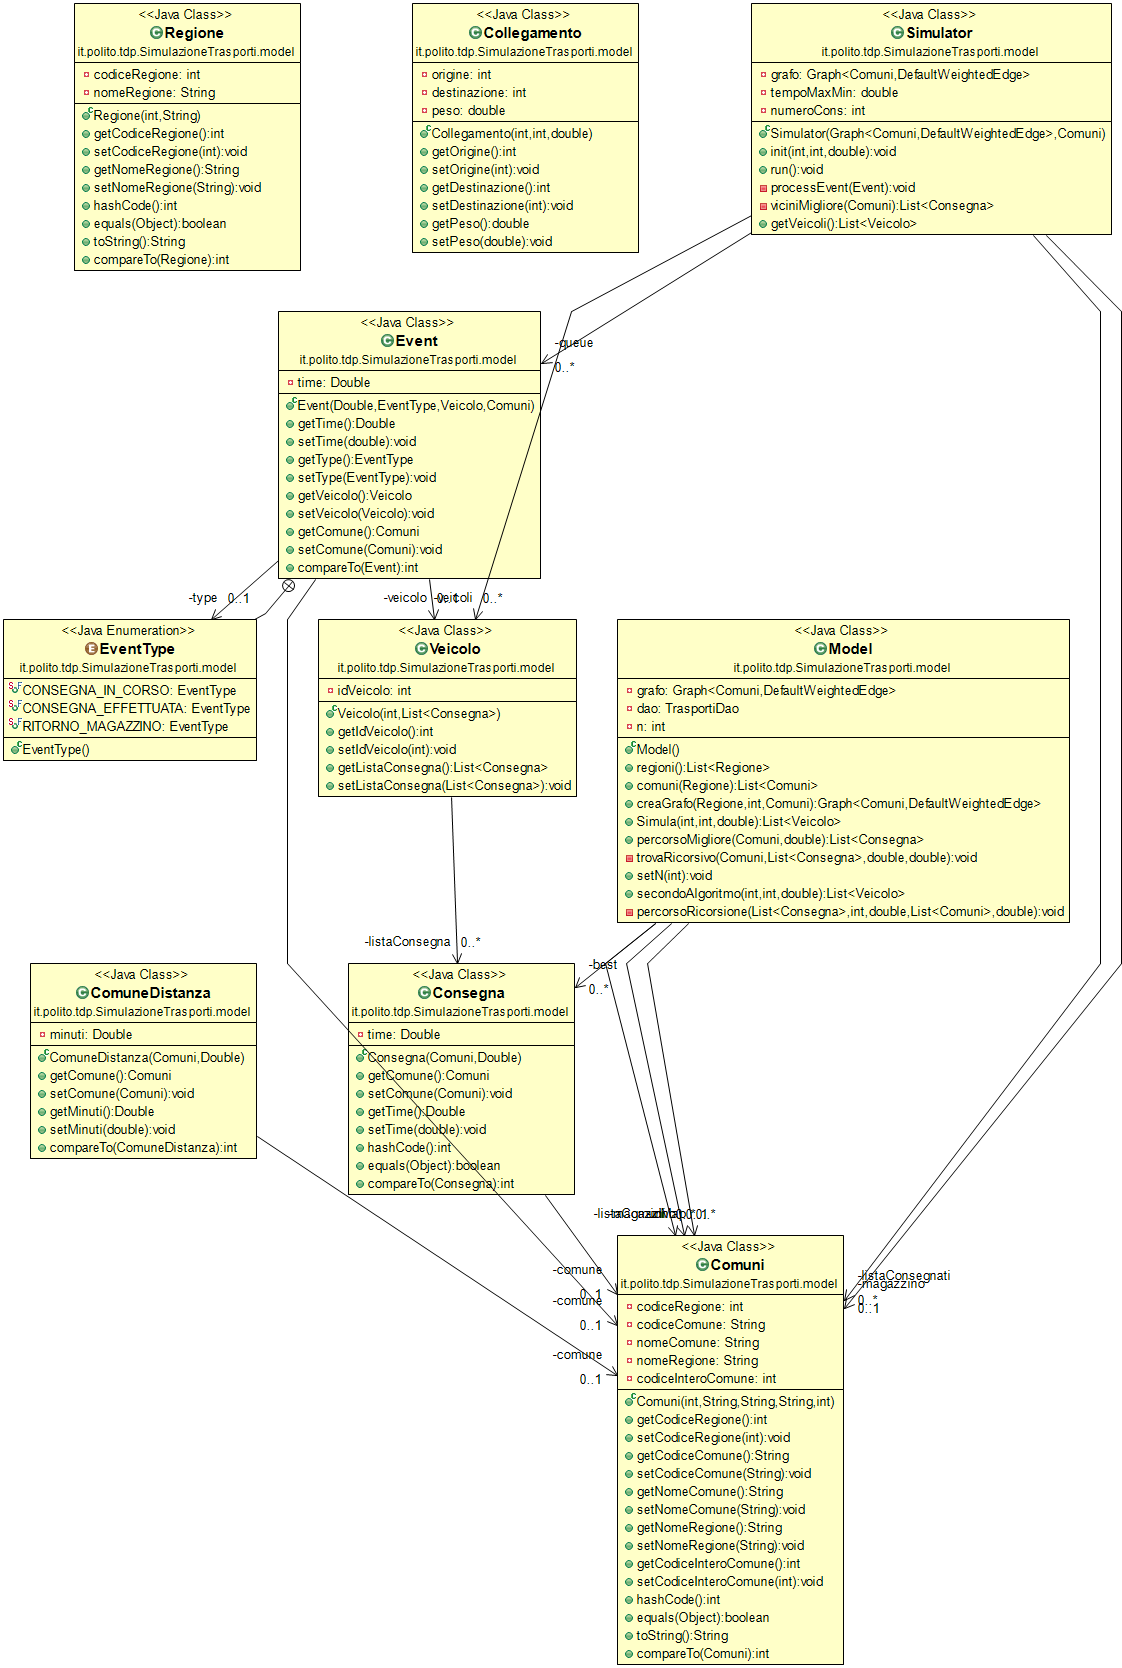 <<Java Class>>
Regione
it.polito.tdp.SimulazioneTrasporti.model
codiceRegione: int
nomeRegione: String
Regione(int,String)
getCodiceRegione():int
setCodiceRegione(int):void
getNomeRegione():String
setNomeRegione(String):void
hashCode():int
equals(Object):boolean
toString():String
compareTo(Regione):int
<<Java Class>>
Collegamento
it.polito.tdp.SimulazioneTrasporti.model
origine: int
destinazione: int
peso: double
Collegamento(int,int,double)
getOrigine():int
setOrigine(int):void
getDestinazione():int
setDestinazione(int):void
getPeso():double
setPeso(double):void
<<Java Class>>
Simulator
it.polito.tdp.SimulazioneTrasporti.model
grafo: Graph<Comuni,DefaultWeightedEdge>
tempoMaxMin: double
numeroCons: int
Simulator(Graph<Comuni,DefaultWeightedEdge>,Comuni)
init(int,int,double):void
run():void
processEvent(Event):void
viciniMigliore(Comuni):List<Consegna>
getVeicoli():List<Veicolo>
<<Java Class>>
Event
it.polito.tdp.SimulazioneTrasporti.model
time: Double
Event(Double,EventType,Veicolo,Comuni)
getTime():Double
setTime(double):void
getType():EventType
setType(EventType):void
getVeicolo():Veicolo
setVeicolo(Veicolo):void
getComune():Comuni
setComune(Comuni):void
compareTo(Event):int
-queue
0..*
-type 0..1
-veicolo 0..1
-veicoli 0..*
<<Java Enumeration>>
EventType
it.polito.tdp.SimulazioneTrasporti.model
CONSEGNA_IN_CORSO: EventType
CONSEGNA_EFFETTUATA: EventType
RITORNO_MAGAZZINO: EventType
EventType()
<<Java Class>>
Veicolo
it.polito.tdp.SimulazioneTrasporti.model
idVeicolo: int
Veicolo(int,List<Consegna>)
getIdVeicolo():int
setIdVeicolo(int):void
getListaConsegna():List<Consegna>
setListaConsegna(List<Consegna>):void
<<Java Class>>
Model
it.polito.tdp.SimulazioneTrasporti.model
grafo: Graph<Comuni,DefaultWeightedEdge>
dao: TrasportiDao
n: int
Model()
regioni():List<Regione>
comuni(Regione):List<Comuni>
creaGrafo(Regione,int,Comuni):Graph<Comuni,DefaultWeightedEdge>
Simula(int,int,double):List<Veicolo>
percorsoMigliore(Comuni,double):List<Consegna>
trovaRicorsivo(Comuni,List<Consegna>,double,double):void
setN(int):void
secondoAlgoritmo(int,int,double):List<Veicolo>
percorsoRicorsione(List<Consegna>,int,double,List<Comuni>,double):void
-listaConsegna 0..*
-best
0..*
<<Java Class>>
ComuneDistanza
it.polito.tdp.SimulazioneTrasporti.model
minuti: Double
ComuneDistanza(Comuni,Double)
getComune():Comuni
setComune(Comuni):void
getMinuti():Double
setMinuti(double):void
compareTo(ComuneDistanza):int
<<Java Class>>
Consegna
it.polito.tdp.SimulazioneTrasporti.model
time: Double
Consegna(Comuni,Double)
getComune():Comuni
setComune(Comuni):void
getTime():Double
setTime(double):void
hashCode():int
equals(Object):boolean
compareTo(Consegna):int
-comune
0..1
-comune
0..1
-comune
0..1
-listaConsegnati
-magazzino
0..*
0..1
<<Java Class>>
Comuni
it.polito.tdp.SimulazioneTrasporti.model
codiceRegione: int
codiceComune: String
nomeComune: String
nomeRegione: String
codiceInteroComune: int
Comuni(int,String,String,String,int)
getCodiceRegione():int
setCodiceRegione(int):void
getCodiceComune():String
setCodiceComune(String):void
getNomeComune():String
setNomeComune(String):void
getNomeRegione():String
setNomeRegione(String):void
getCodiceInteroComune():int
setCodiceInteroComune(int):void
hashCode():int
equals(Object):boolean
toString():String
compareTo(Comuni):int